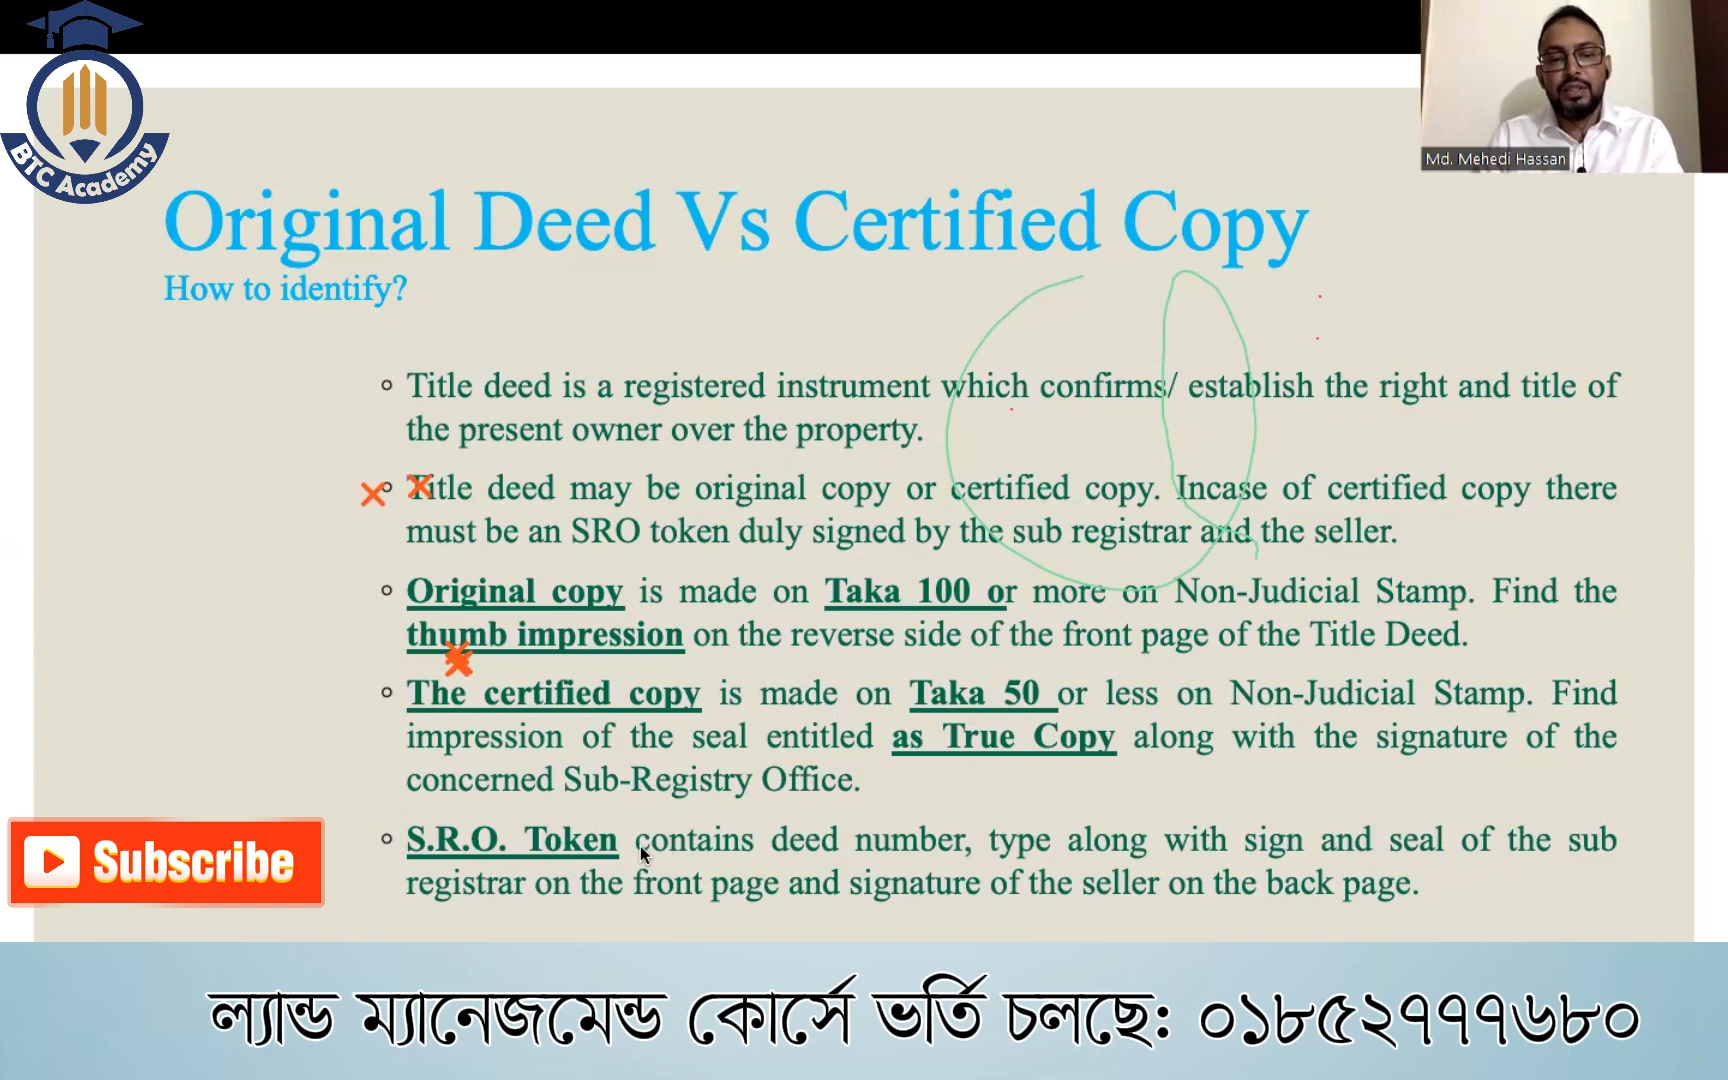 BTC Academy
Md. Mehedi Hassan
Original Deed Vs Certified Copy
How to identify?
Title deed is a registered instrument which confirms/ establish the right and title of
the present owner over the property.
Title deed may be original copy or certified copy. Incase of certified copy there
must be an SRO token duly signed by the sub registrar and the seller.
Original copy is made on Taka 100 or more on Non-Judicial Stamp. Find the
thumb impression on the reverse side of the front page of the Title Deed.
The certified copy is made on Taka 50 or less on Non-Judicial Stamp. Find
impression of the seal entitled as True Copy along with the signature of the
concerned Sub-Registry Office.
S.R.O. Token contains deed number, type along with sign and seal of the sub
registrar on the front page and signature of the seller on the back page.
Subscribe
ল্যান্ড ম্যানেজমেন্ড কোর্সে ভর্তি চলছে: ০১৮৫২৭৭৭৬৮০